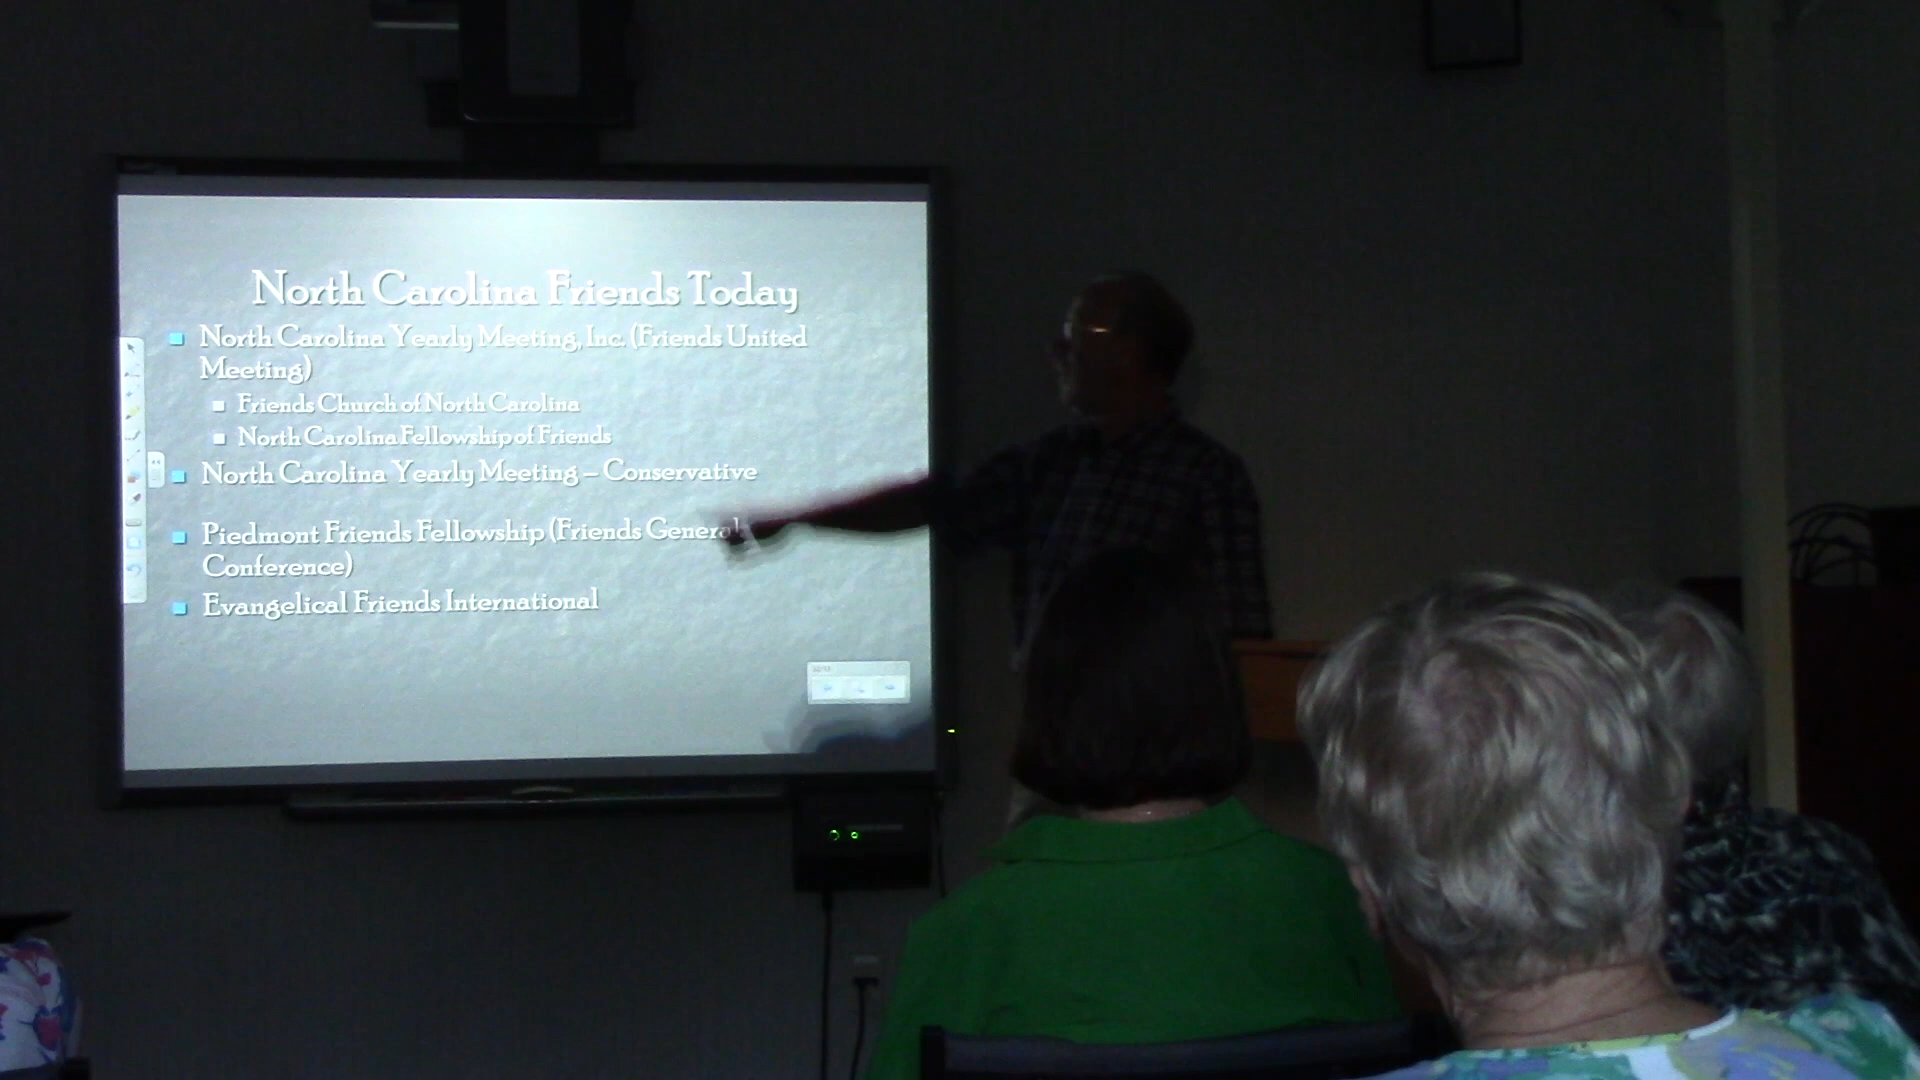 North Carolina Friends Today
North Carolina Yearly Meeting, Inc. (Friends United
Meeting)
Friends Church of North Carolina
North Carolina Fellowship of Friends
North Carolina Yearly Meeting – Conservative
Piedmont Friends Fellowship (Friends General
Conference)
Evangelical Friends International